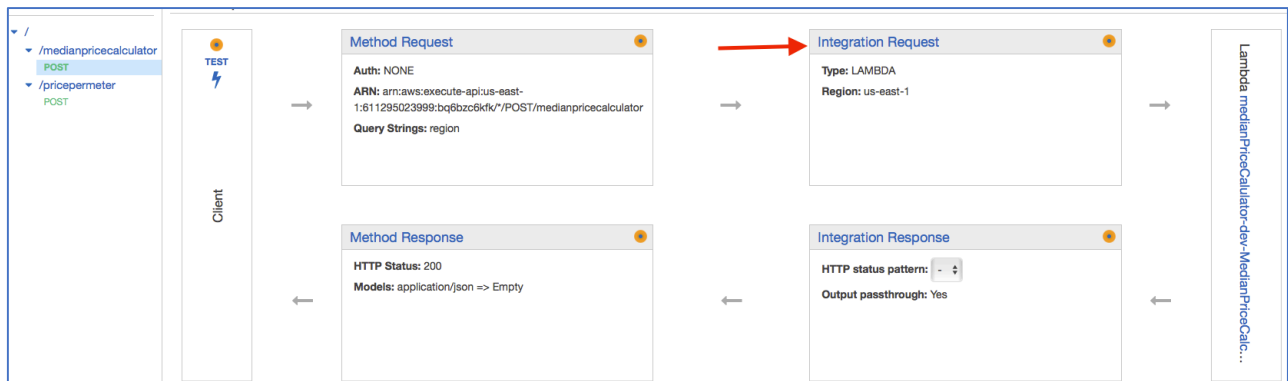 /
/medianpricecalculator
POST
/pricepermeter
POST
TEST
Client
Method Request
Auth: NONE
ARN: arn:aws:execute-api:us-east-
1:611295023999:bq6bzc6kfk/*/POST/medianpricecalculator
Query Strings: region
Integration Request
Type: LAMBDA
Region: us-east-1
Lambda medianPriceCalulator-dev-MedianPriceCalc...
Method Response
HTTP Status: 200
Models: application/json => Empty
Integration Response
HTTP status pattern: -
Output passthrough: Yes